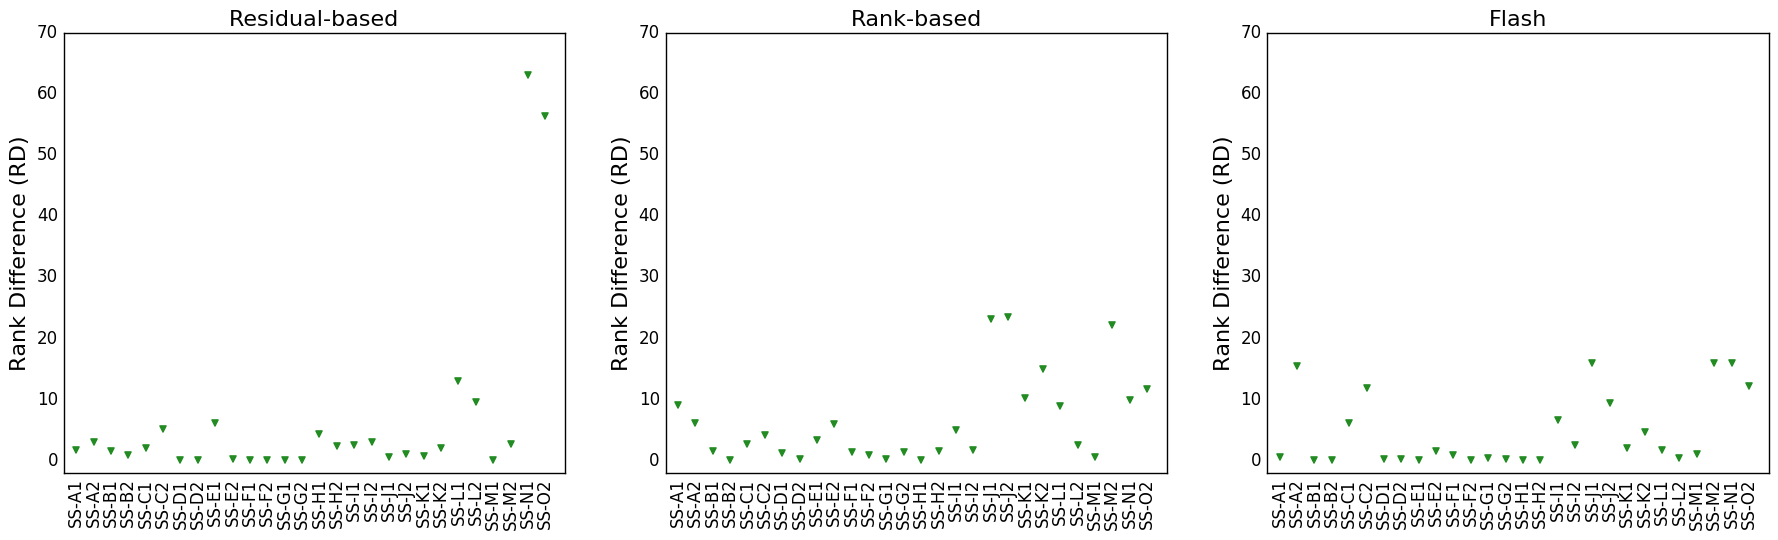 Residual-based
Rank Difference (RD)
70
60
50
40
30
20
10
0
SS-A1
SS-A2
SS-B1
SS-B2
SS-C1
SS-C2
SS-D1
SS-D2
SS-E1
SS-E2
SS-F1
SS-F2
SS-G1
SS-G2
SS-H1
SS-H2
SS-I1
SS-I2
SS-J1
SS-J2
SS-K1
SS-K2
SS-L1
SS-L2
SS-M1
SS-M2
SS-N1
SS-O2
Rank-based
Rank Difference (RD)
70
60
50
40
30
20
10
0
SS-A1
SS-A2
SS-B1
SS-B2
SS-C1
SS-C2
SS-D1
SS-D2
SS-E1
SS-E2
SS-F1
SS-F2
SS-G1
SS-G2
SS-H1
SS-H2
SS-I1
SS-I2
SS-J1
SS-J2
SS-K1
SS-K2
SS-L1
SS-L2
SS-M1
SS-M2
SS-N1
SS-O2
Flash
Rank Difference (RD)
70
60
50
40
30
20
10
0
SS-A1
SS-A2
SS-B1
SS-B2
SS-C1
SS-C2
SS-D1
SS-D2
SS-E1
SS-E2
SS-F1
SS-F2
SS-G1
SS-G2
SS-H1
SS-H2
SS-I1
SS-I2
SS-J1
SS-J2
SS-K1
SS-K2
SS-L1
SS-L2
SS-M1
SS-M2
SS-N1
SS-O2